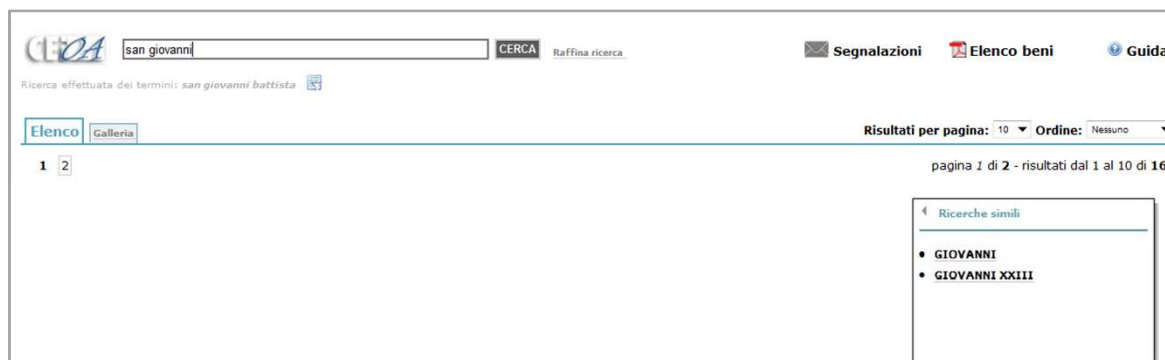 CEIOA san giovanni CERCA Raffina ricerca Segnalazioni Elenco beni Guida
Ricerca effettuata dei termini: san giovanni battista
Elenco Galleria Risultati per pagina: 10 Ordine: Nessuno
1 2 pagina 1 di 2 - risultati dal 1 al 10 di 16
Ricerche simili
• GIOVANNI
• GIOVANNI XXIII